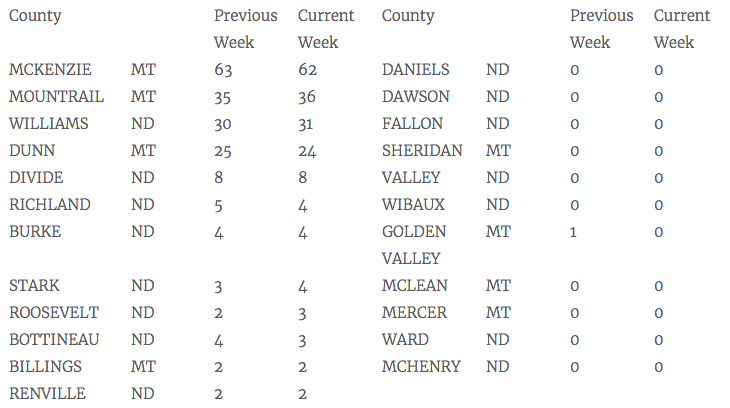 County Previous Current County Previous Current
Week Week Week Week
MCKENZIE MT 63 62 DANIELS ND 0 0
MOUNTRAIL MT 35 36 DAWSON ND 0 0
WILLIAMS ND 30 31 FALLON ND 0 0
DUNN MT 25 24 SHERIDAN MT 0 0
DIVIDE ND 8 8 VALLEY ND 0 0
RICHLAND ND 5 4 WIBAUX ND 0 0
BURKE ND 4 4 GOLDEN MT 1 0
VALLEY
STARK ND 3 4 MCLEAN MT 0 0
ROOSEVELT ND 2 3 MERCER MT 0 0
BOTTINEAU ND 4 3 WARD ND 0 0
BILLINGS MT 2 2 MCHENRY ND 0 0
RENVILLE ND 2 2